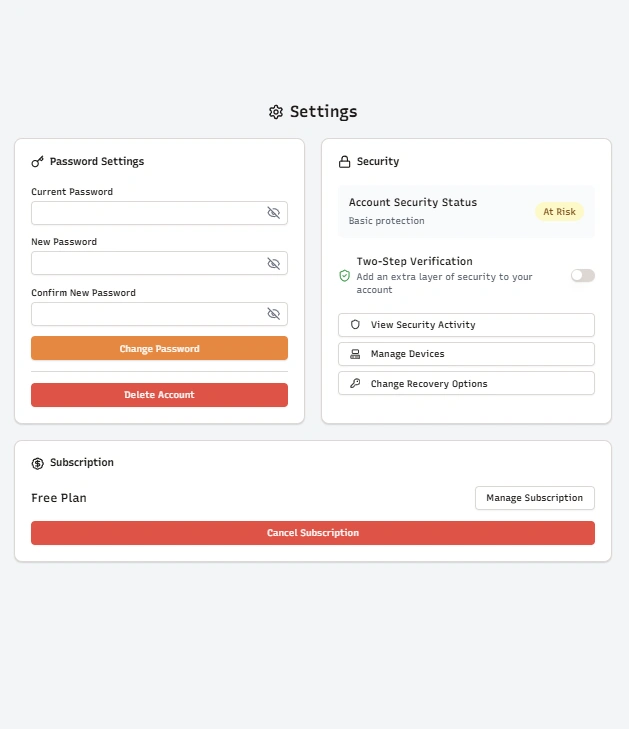 Settings
Password Settings
Current Password
New Password
Confirm New Password
Change Password
Delete Account
Security
Account Security Status
Basic protection
At Risk
Two-Step Verification
Add an extra layer of security to your
account
View Security Activity
Manage Devices
Change Recovery Options
Subscription
Free Plan
Manage Subscription
Cancel Subscription